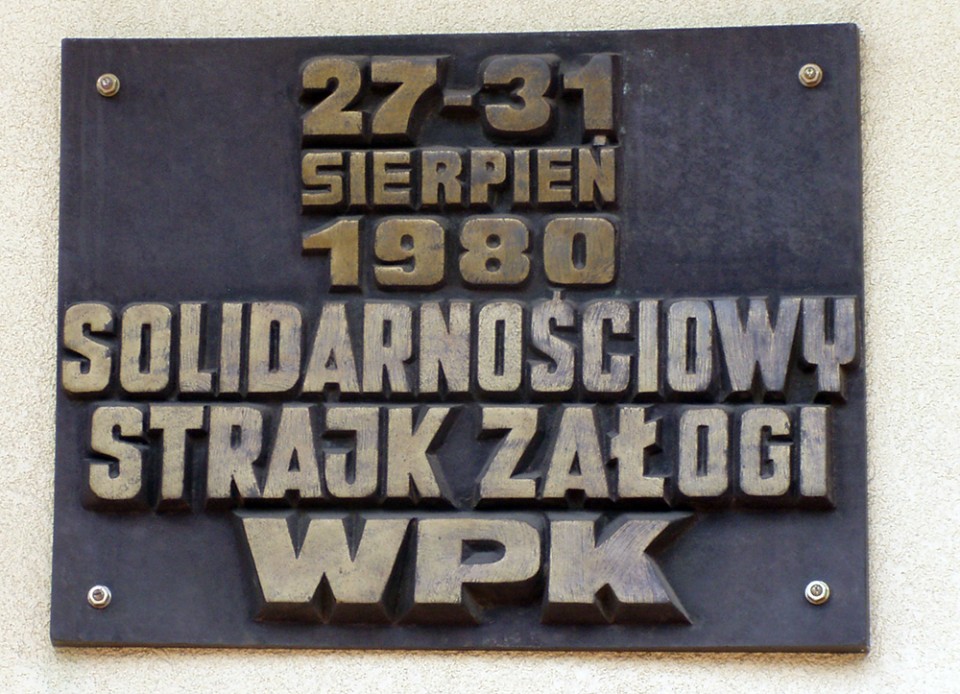 27-31
SIERPIEŃ
1980
SOLIDARNOŚCIOWY
STRAJK ZAŁOGI
WPK